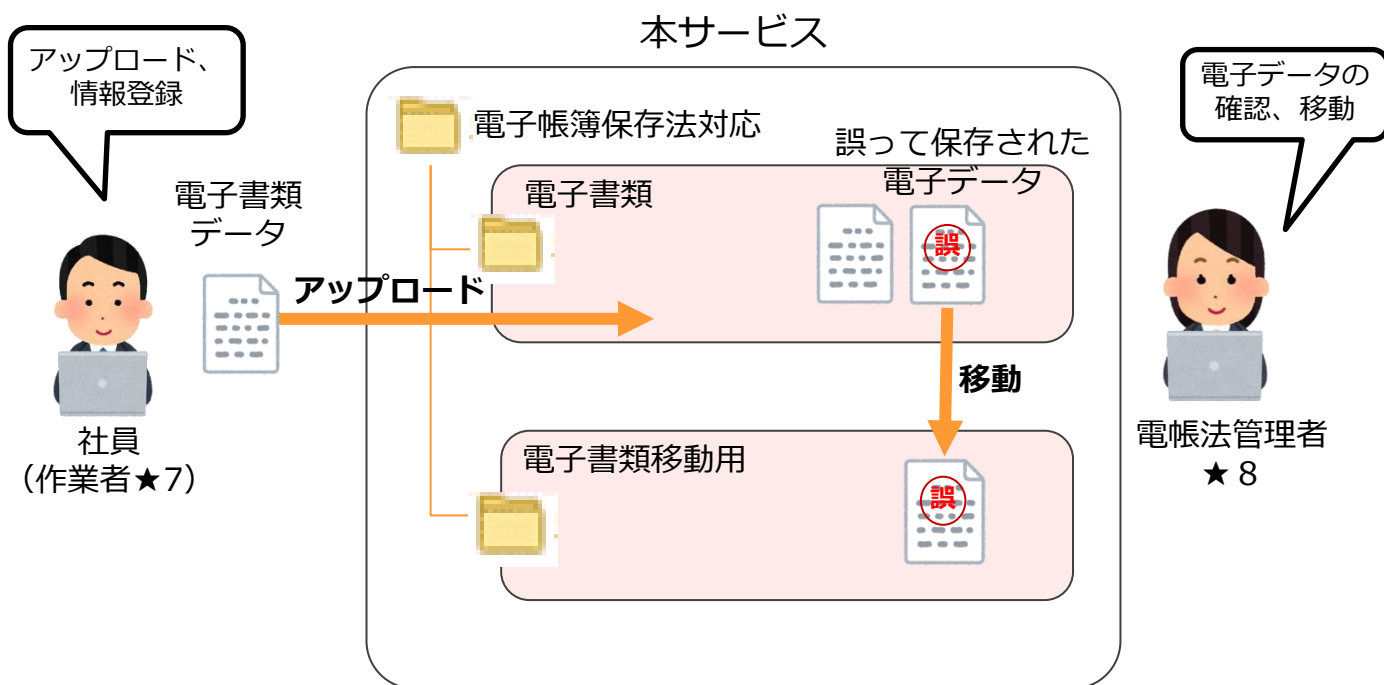 本サービス
アップロード、
情報登録
電子データの
確認、移動
電子帳簿保存法対応
誤って保存された
電子データ
電子書類
データ
電子書類
誤
アップロード
移動
社員
（作業者★7）
電帳法管理者
★８
電子書類移動用
誤